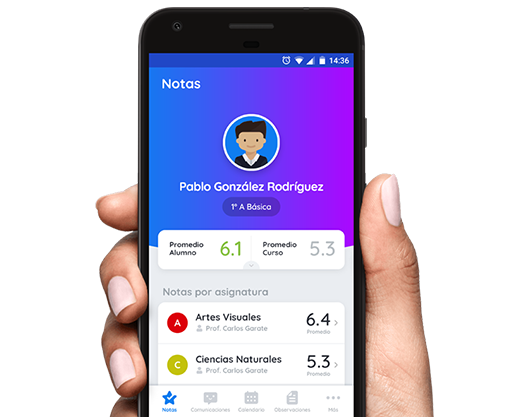 14:36
Notas
Pablo González Rodríguez
1º A Básica
Promedio Alumno 6.1
Promedio Curso 5.3
Notas por asignatura
A Artes Visuales 6.4
Prof. Carlos Garate Promedio
C Ciencias Naturales 5.3
Prof. Carlos Garate Promedio
Notas Comunicaciones Calendario Observaciones Más